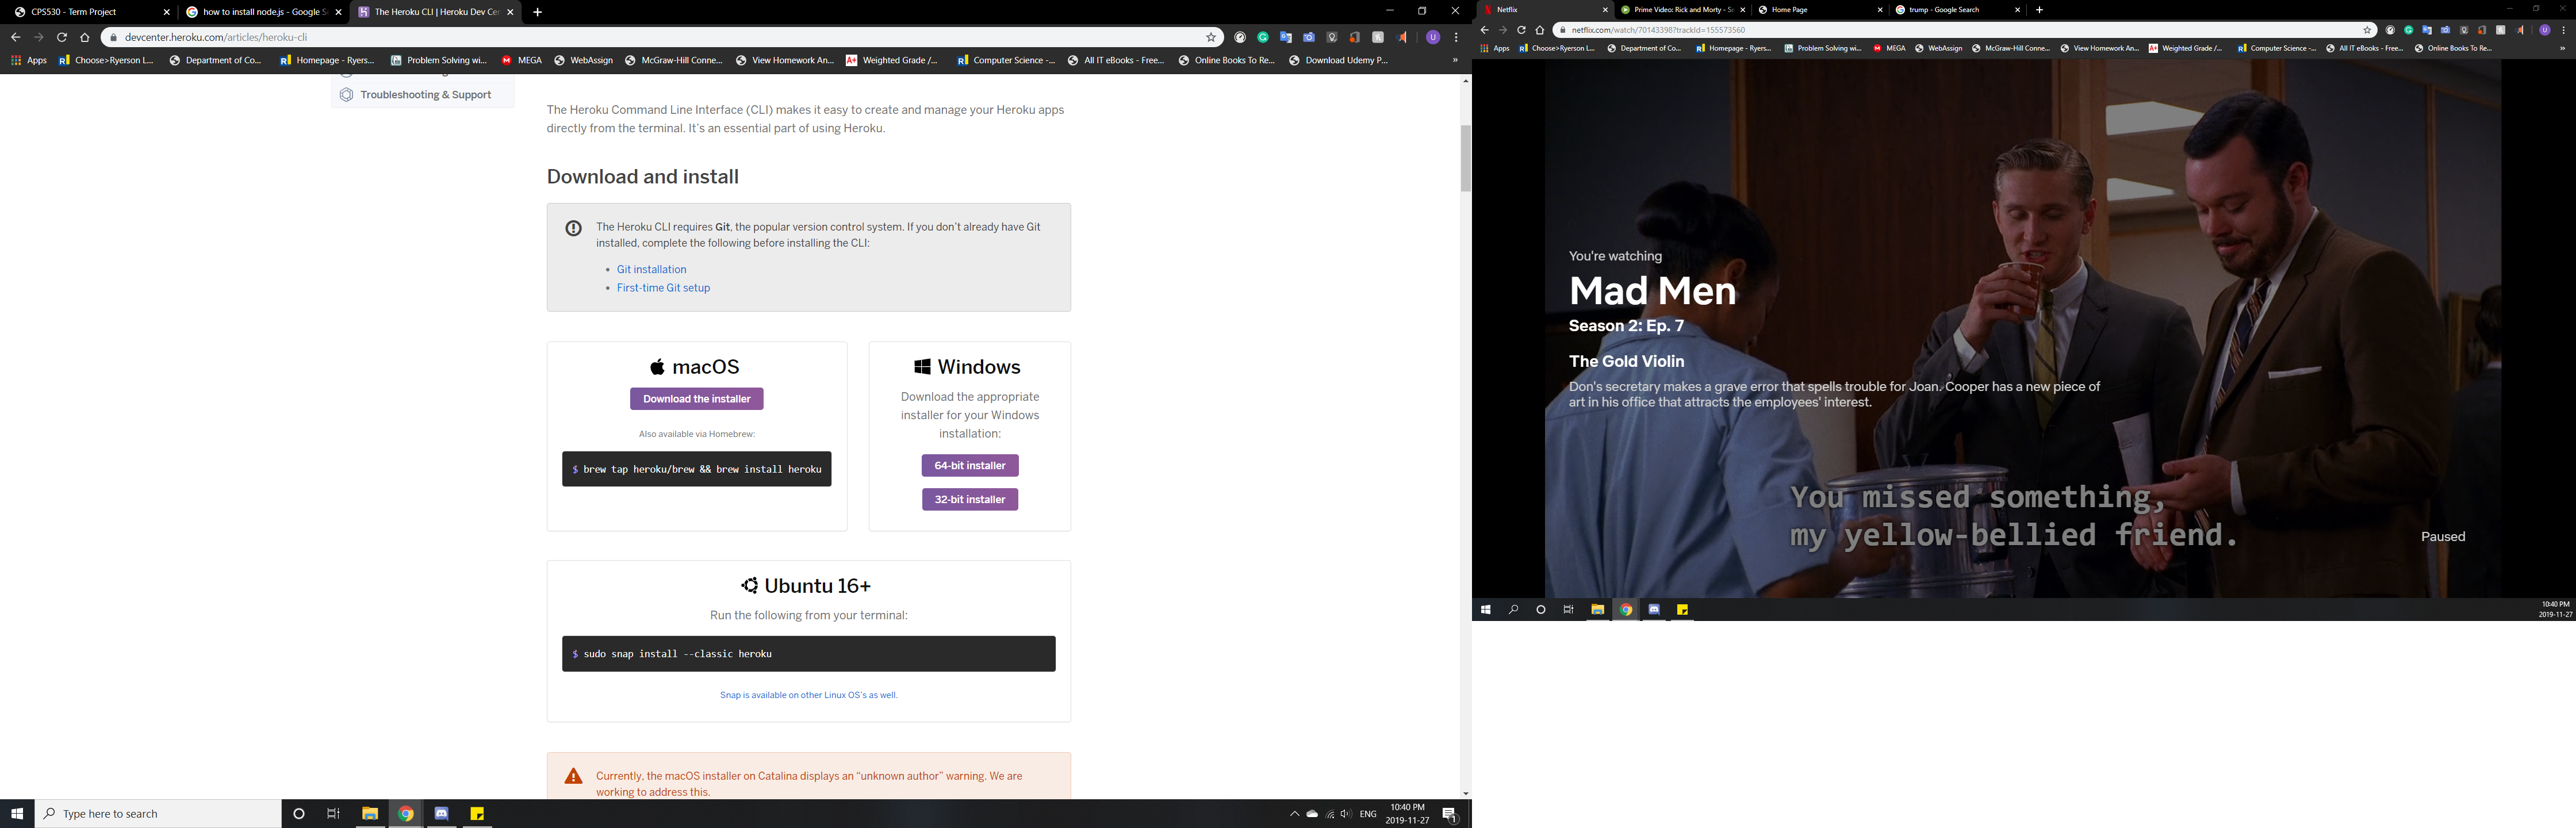 CPS530 - Term Project
how to install node.js - Google S
The Heroku CLI | Heroku Dev Cen
devcenter.heroku.com/articles/heroku-cli
Apps
Choose>Ryerson L...
Department of Co...
Homepage - Ryers...
Problem Solving wi...
MEGA
WebAssign
McGraw-Hill Conne...
View Homework An...
Weighted Grade /...
Computer Science -...
All IT eBooks - Free...
Online Books To Re...
Download Udemy P...
Troubleshooting & Support
The Heroku Command Line Interface (CLI) makes it easy to create and manage your Heroku apps
directly from the terminal. It's an essential part of using Heroku.
Download and install
The Heroku CLI requires Git, the popular version control system. If you don't already have Git
installed, complete the following before installing the CLI:
• Git installation
• First-time Git setup
macOS
Download the installer
Also available via Homebrew:
$ brew tap heroku/brew && brew install heroku
Windows
Download the appropriate
installer for your Windows
installation:
64-bit installer
32-bit installer
Ubuntu 16+
Run the following from your terminal:
$ sudo snap install --classic heroku
Snap is available on other Linux OS's as well.
Currently, the macOS installer on Catalina displays an “unknown author” warning. We are
working to address this.
Type here to search
ENG
10:40 PM
2019-11-27
1
Netflix
Prime Video: Rick and Morty - Se
Home Page
trump - Google Search
netflix.com/watch/70143398?trackId=155573560
Apps
Choose>Ryerson L...
Department of Co...
Homepage - Ryers...
Problem Solving wi...
MEGA
WebAssign
McGraw-Hill Conne...
View Homework An...
Weighted Grade /...
Computer Science -...
All IT eBooks - Free...
Online Books To Re...
You're watching
Mad Men
Season 2: Ep. 7
The Gold Violin
Don's secretary makes a grave error that spells trouble for Joan. Cooper has a new piece of
art in his office that attracts the employees' interest.
You missed something,
my yellow-bellied friend.
Paused
10:40 PM
2019-11-27